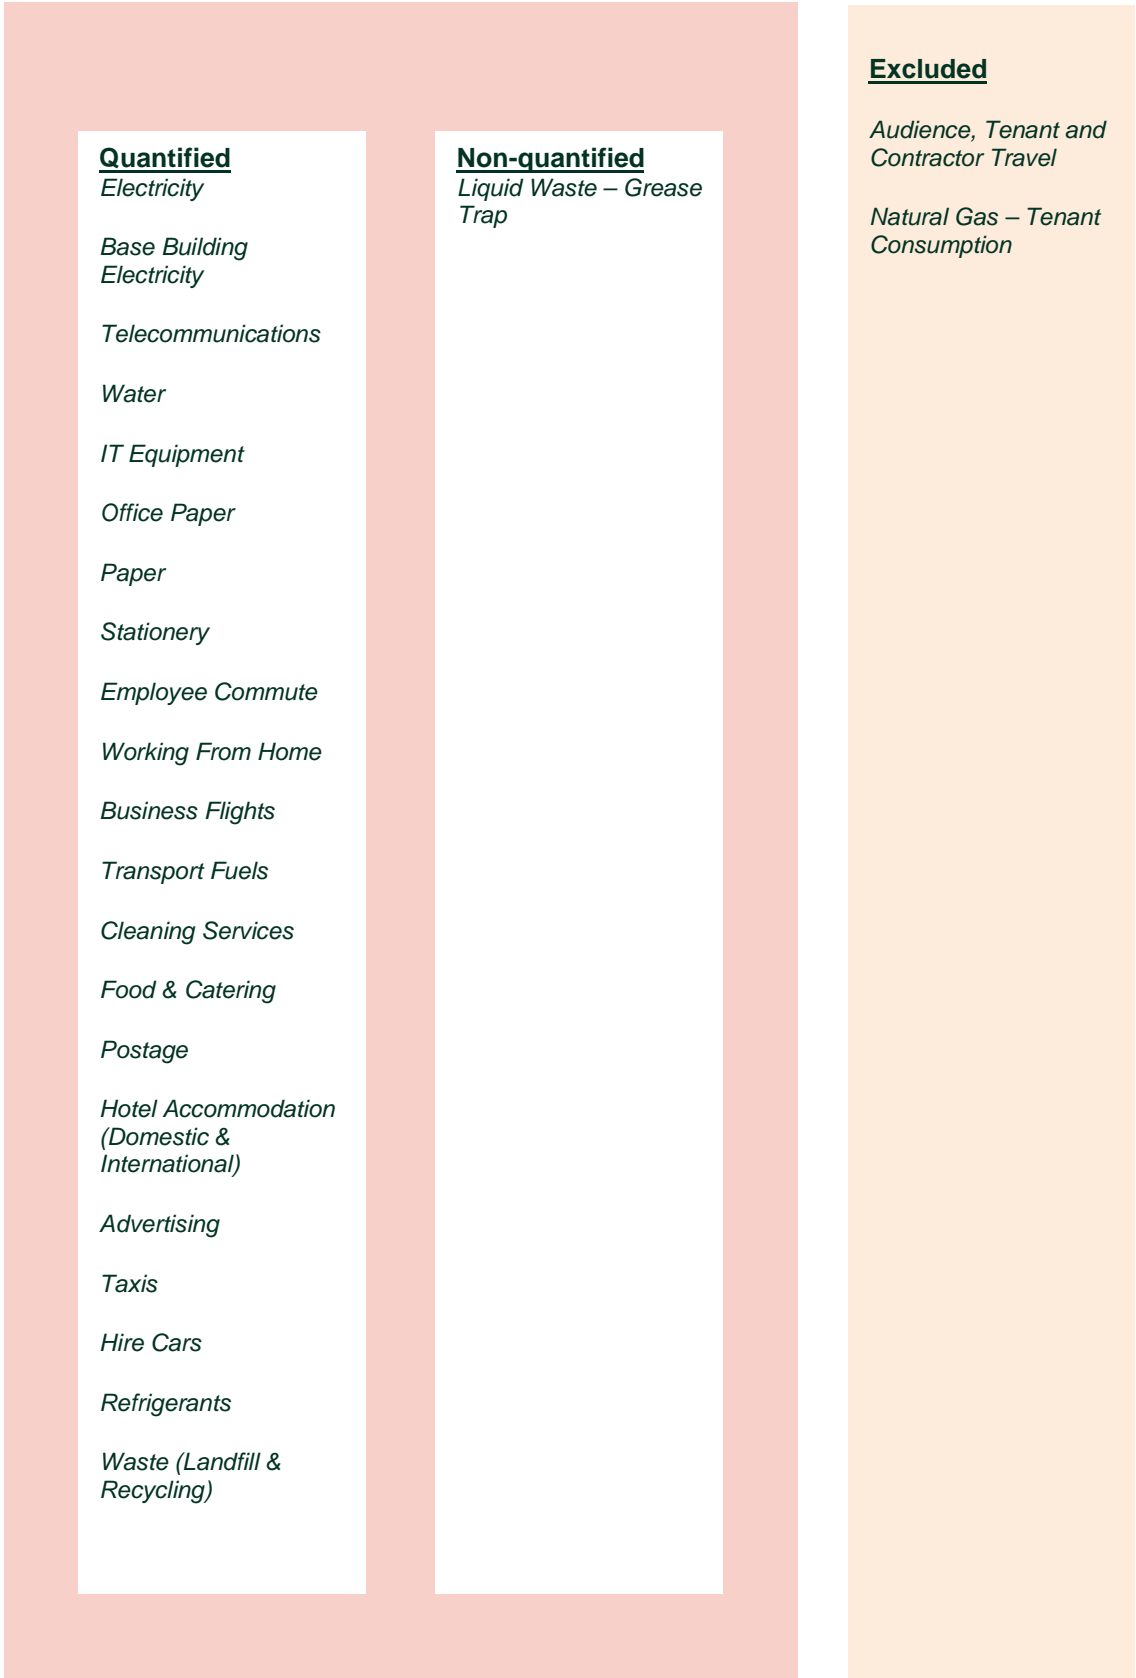 Quantified
Electricity
Base Building
Electricity
Telecommunications
Water
IT Equipment
Office Paper
Paper
Stationery
Employee Commute
Working From Home
Business Flights
Transport Fuels
Cleaning Services
Food & Catering
Postage
Hotel Accommodation
(Domestic &
International)
Advertising
Taxis
Hire Cars
Refrigerants
Waste (Landfill &
Recycling)
Non-quantified
Liquid Waste – Grease
Trap
Excluded
Audience, Tenant and
Contractor Travel
Natural Gas – Tenant
Consumption